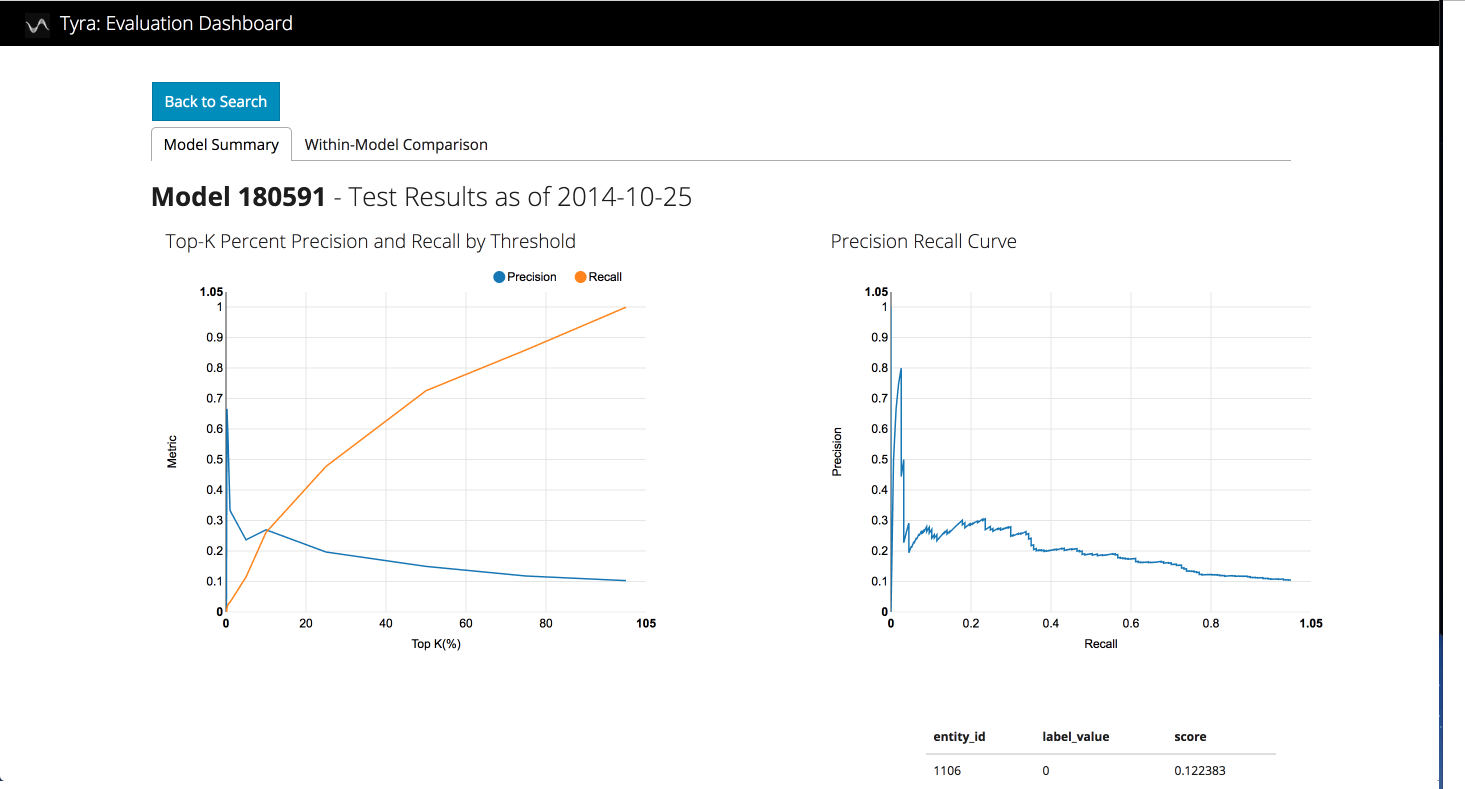 Tyra: Evaluation Dashboard
Back to Search
Model Summary Within-Model Comparison
Model 180591 - Test Results as of 2014-10-25
Top-K Percent Precision and Recall by Threshold
Precision Recall
1.05
1
0.9
0.8
0.7
0.6
0.5
0.4
0.3
0.2
0.1
0
Metric
0 20 40 60 80 105
Top K(%)
Precision Recall Curve
1.05
1
0.9
0.8
0.7
0.6
0.5
0.4
0.3
0.2
0.1
0
Precision
0 0.2 0.4 0.6 0.8 1.05
Recall
entity_id label_value score
1106 0 0.122383